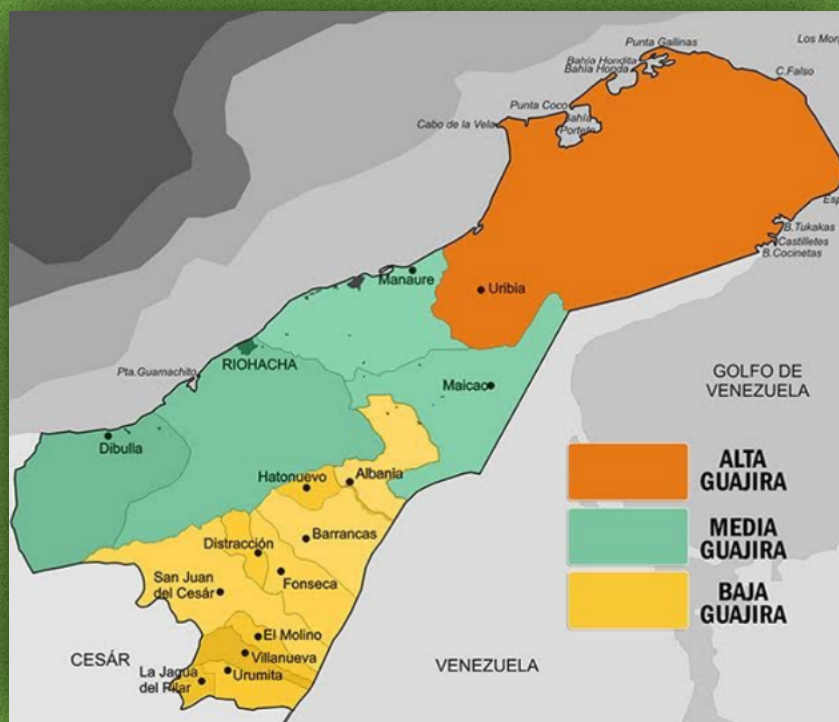 Punta Gallinas
Los Mor
Bahía Hondita
Bahía Honda
C.Falso
Punta Coco
Bahía
Portete
Cabo de la Vela
Esp
B.Tukakas
Castilletes
B.Cocinetas
Manaure
Uribia
RIOHACHA
Pta.Guamachito
Maicao
GOLFO DE
VENEZUELA
Dibulla
Hatonuevo
Albania
ALTA
GUAJIRA
Barrancas
MEDIA
GUAJIRA
Distracción
Fonseca
San Juan
del Cesár
BAJA
GUAJIRA
El Molino
Villanueva
CESÁR
VENEZUELA
La Jagua
del Pilar
Urumita